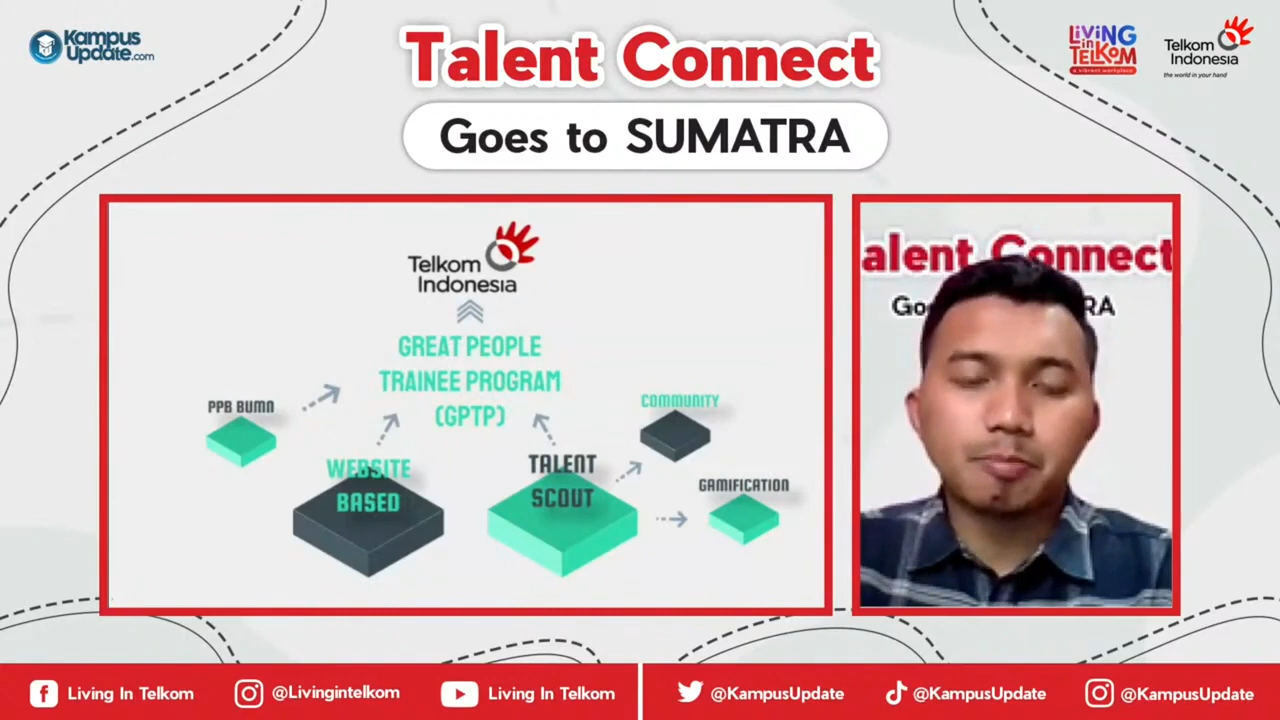 Kampus
Update.com
Talent Connect
Goes to SUMATRA
LiViNG
in
TELKOM
a vibrant workplace
Telkom
Indonesia
the world in your hand
Telkom
Indonesia
GREAT PEOPLE
TRAINEE PROGRAM
(GPTP)
PPB BUMN
WEBSITE
BASED
TALENT
SCOUT
COMMUNITY
GAMIFICATION
alent Connect
Go RA
Living In Telkom
@Livingintelkom
Living In Telkom
@KampusUpdate
@KampusUpdate
@KampusUpdate